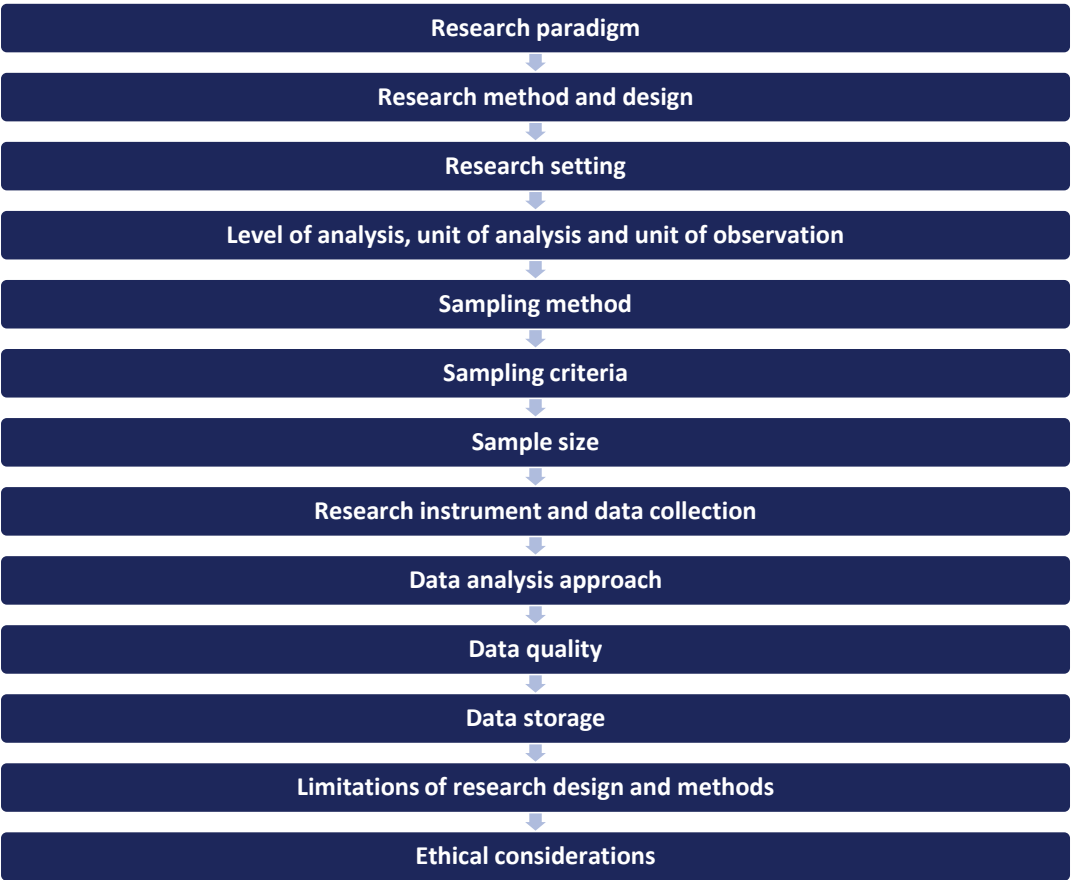 Research paradigm
Research method and design
Research setting
Level of analysis, unit of analysis and unit of observation
Sampling method
Sampling criteria
Sample size
Research instrument and data collection
Data analysis approach
Data quality
Data storage
Limitations of research design and methods
Ethical considerations